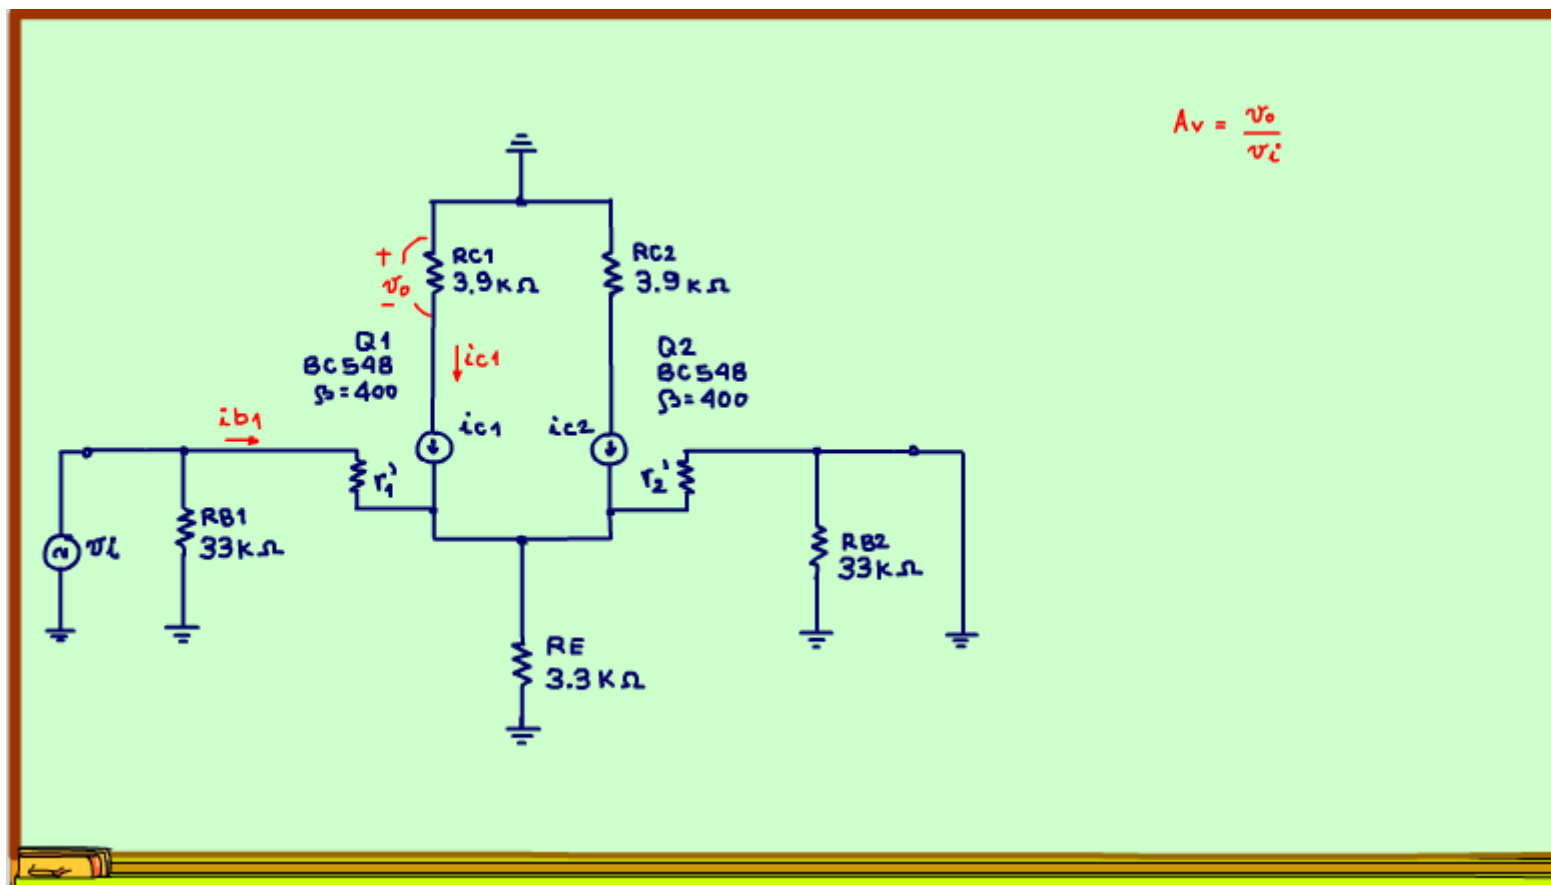 Av = vo / vi
RC1
3.9KΩ
RC2
3.9KΩ
+
vo
-
Q1
BC548
β=400
ic1
Q2
BC548
β=400
ib1
ic1
ic2
r1'
r2'
vi
RB1
33KΩ
RB2
33KΩ
RE
3.3KΩ